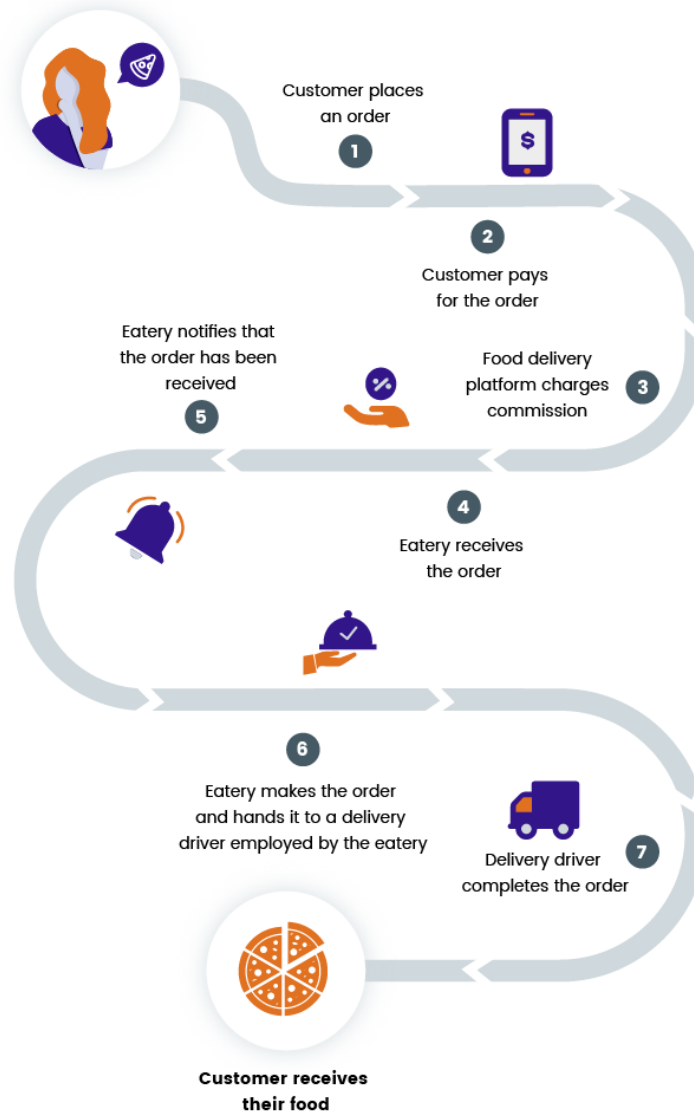 Customer places
an order
1
$
2
Customer pays
for the order
Food delivery
platform charges
commission
3
%
4
Eatery receives
the order
Eatery notifies that
the order has been
received
5
6
Eatery makes the order
and hands it to a delivery
driver employed by the eatery
7
Delivery driver
completes the order
Customer receives
their food